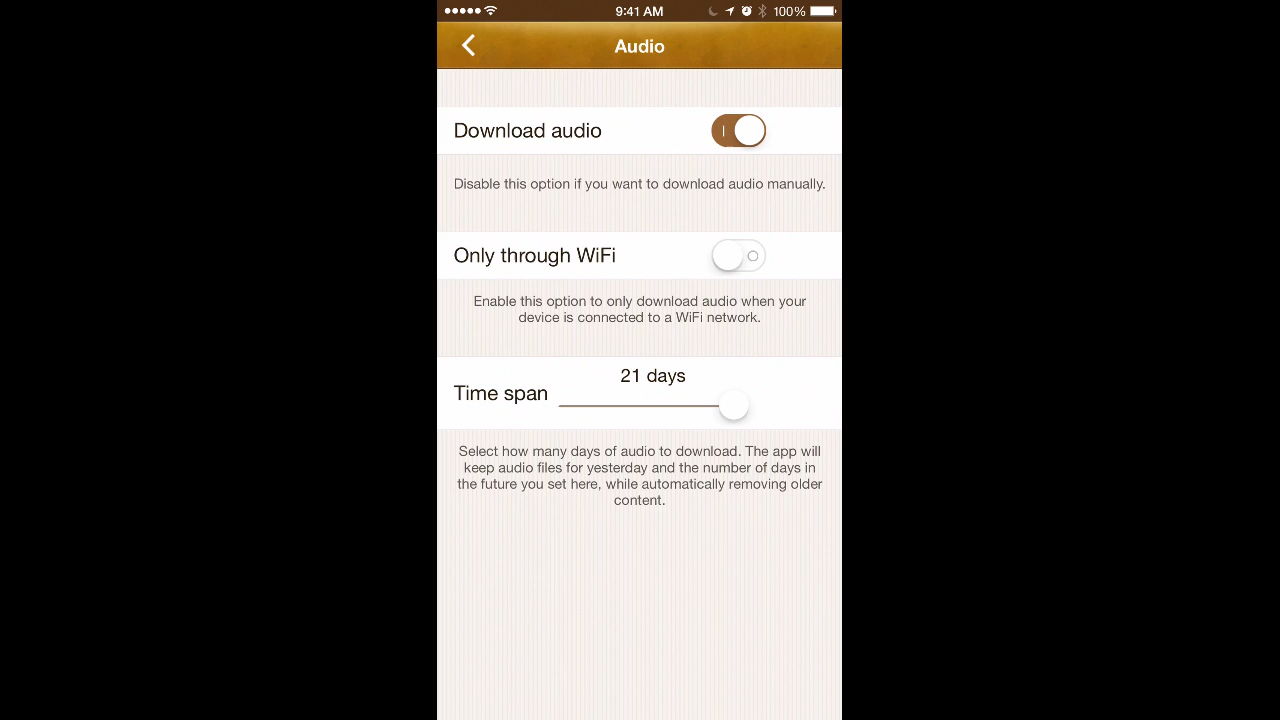 9:41 AM 100%
Audio
Download audio
Disable this option if you want to download audio manually.
Only through WiFi
Enable this option to only download audio when your
device is connected to a WiFi network.
21 days
Time span
Select how many days of audio to download. The app will
keep audio files for yesterday and the number of days in
the future you set here, while automatically removing older
content.